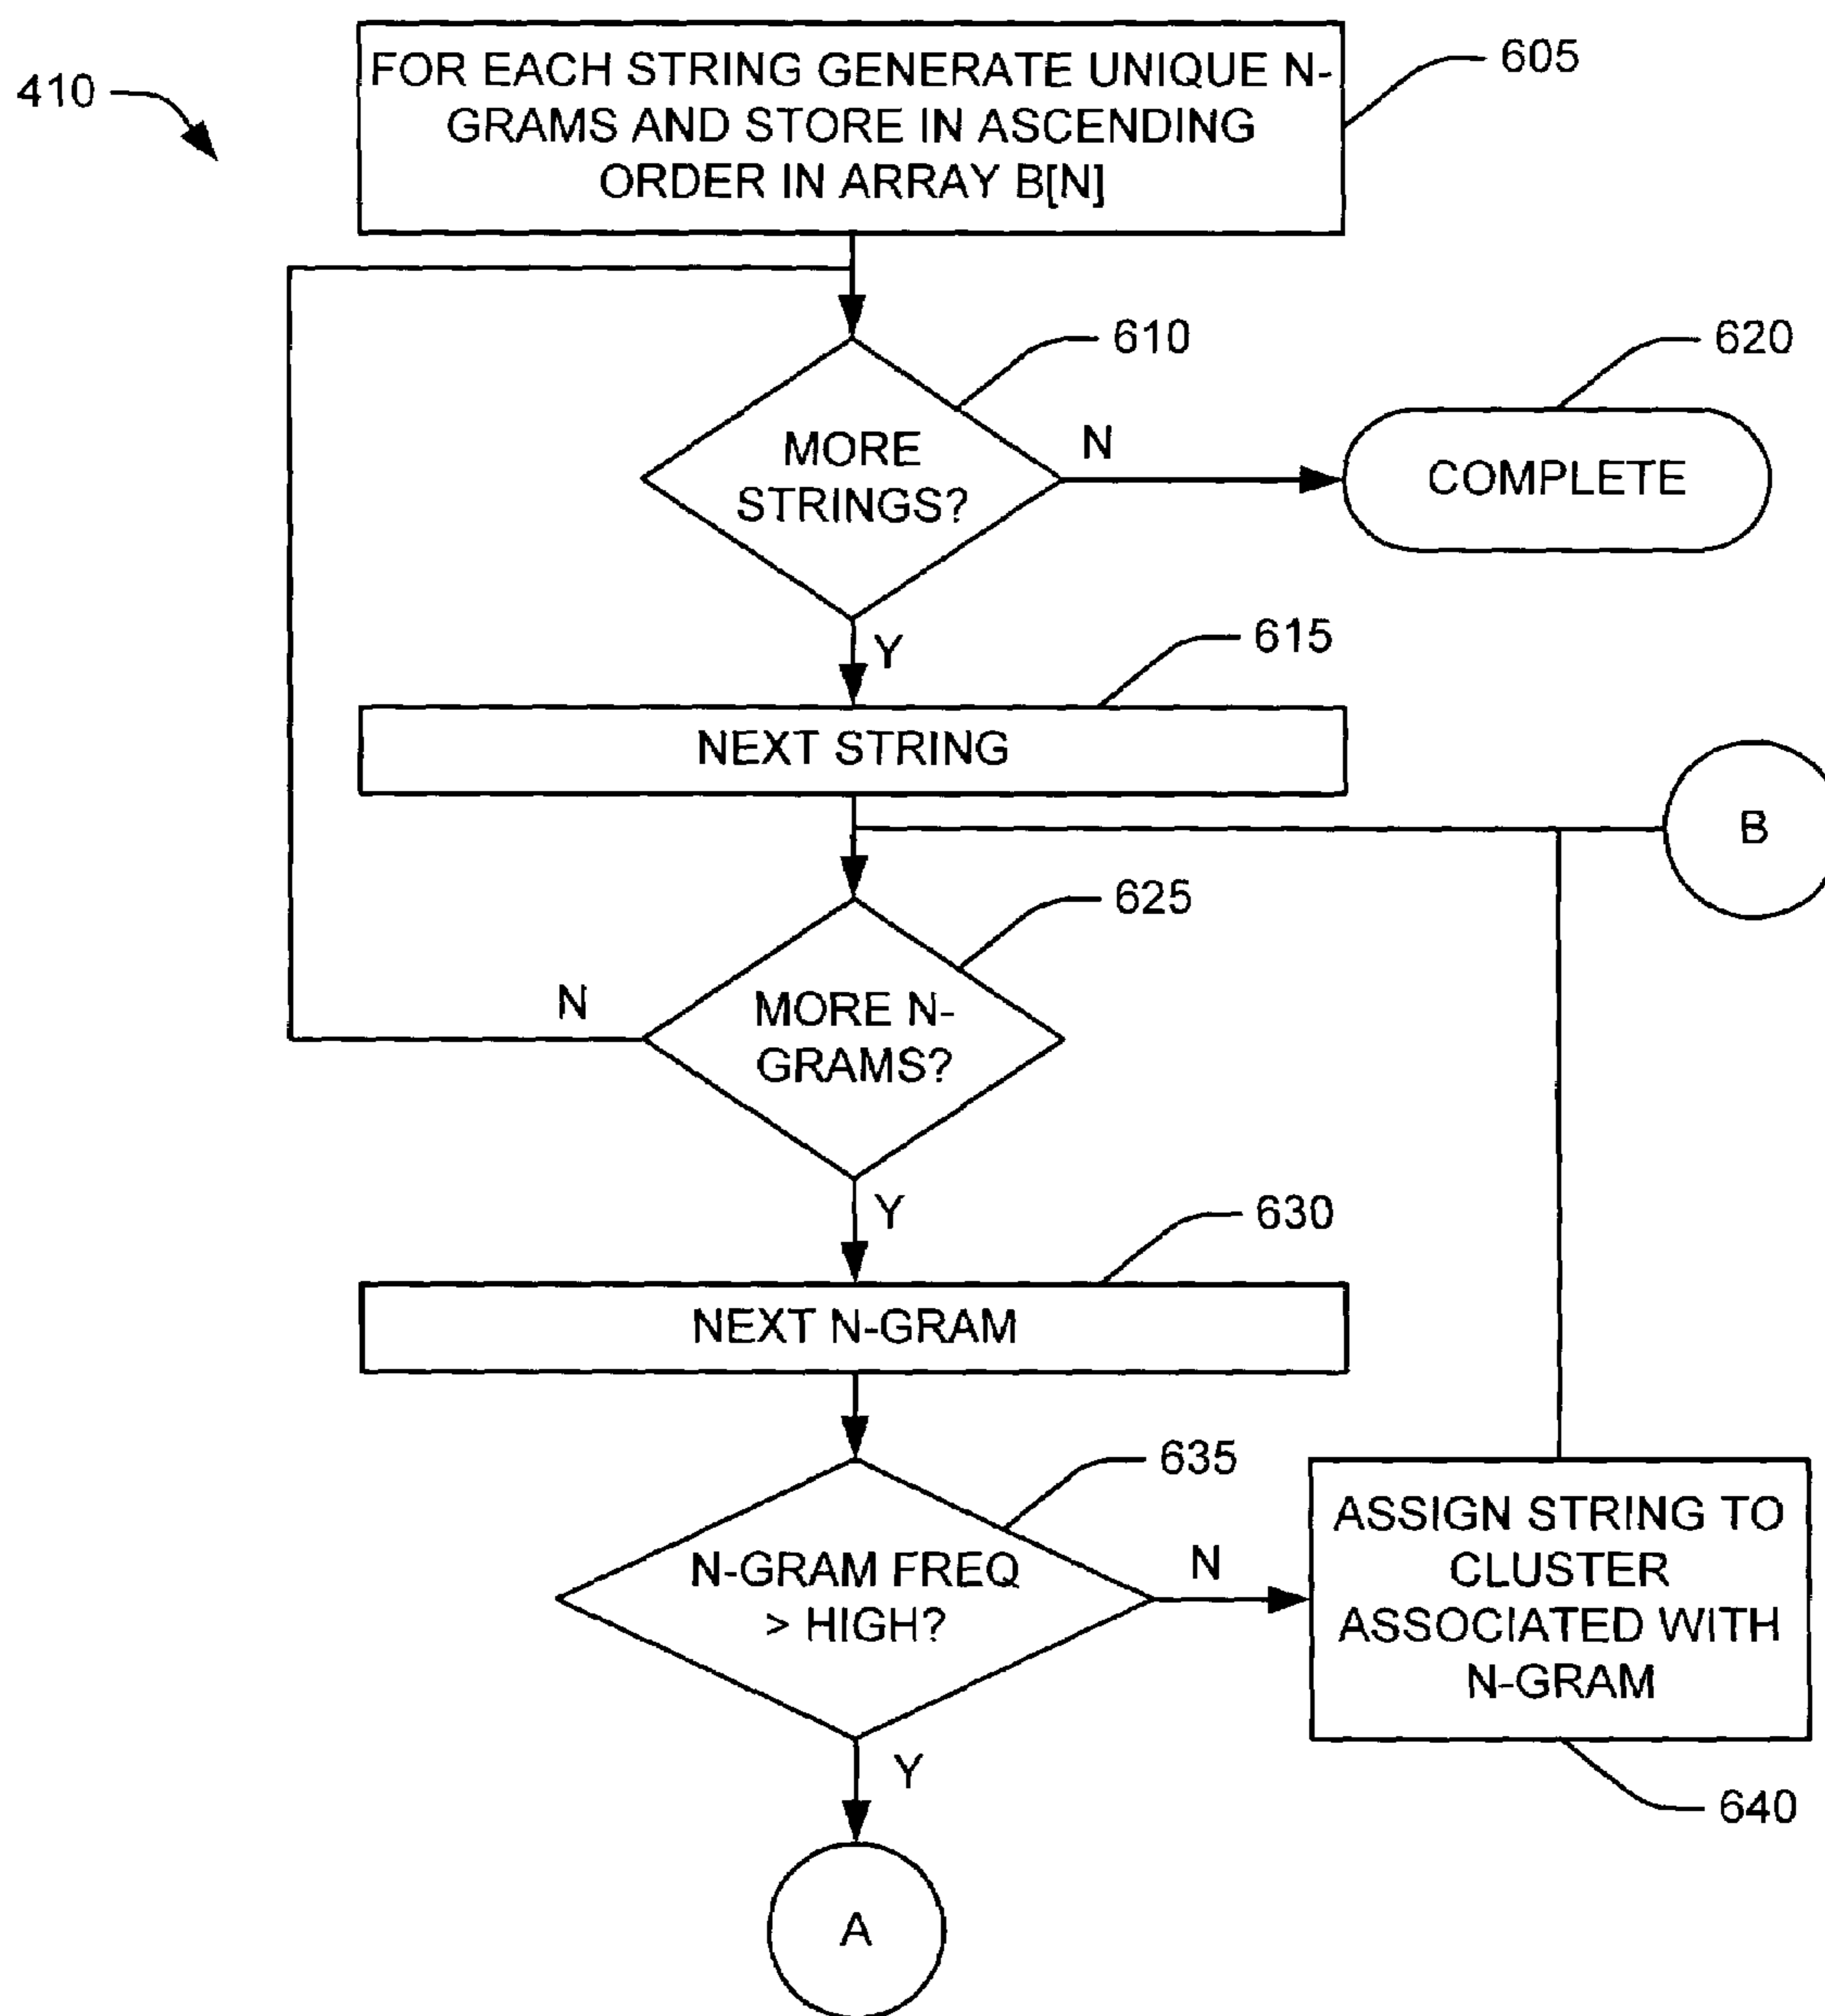 410
FOR EACH STRING GENERATE UNIQUE N-
GRAMS AND STORE IN ASCENDING
ORDER IN ARRAY B[N]
605
610
MORE
STRINGS?
N
620
COMPLETE
Y
615
NEXT STRING
B
625
MORE N-
GRAMS?
N
Y
630
NEXT N-GRAM
635
N-GRAM FREQ
> HIGH?
N
ASSIGN STRING TO
CLUSTER
ASSOCIATED WITH
N-GRAM
640
Y
A